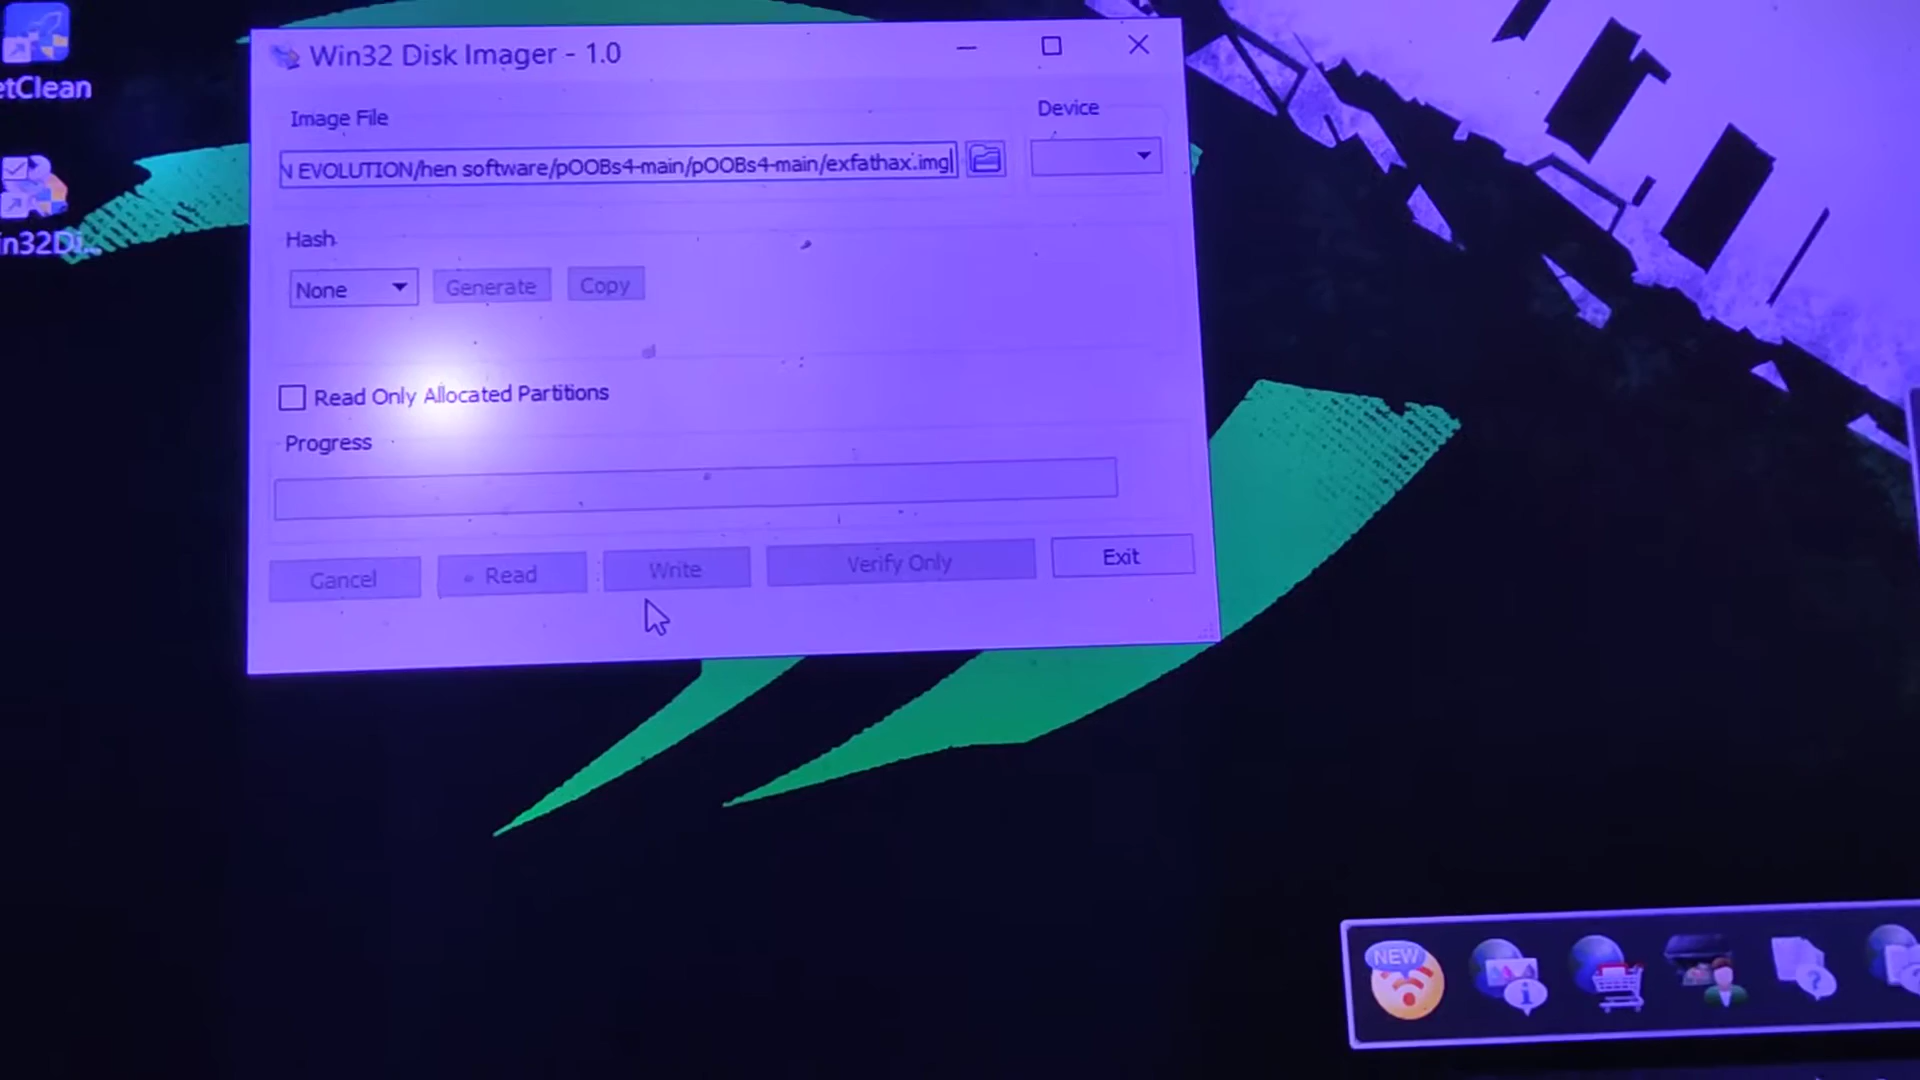 etClean
in32Di...
Win32 Disk Imager - 1.0
Image File
Device
N EVOLUTION/hen software/pOOBs4-main/pOOBs4-main/exfathax.img
Hash
None
Generate
Copy
Read Only Allocated Partitions
Progress
Cancel
Read
Write
Verify Only
Exit
NEW